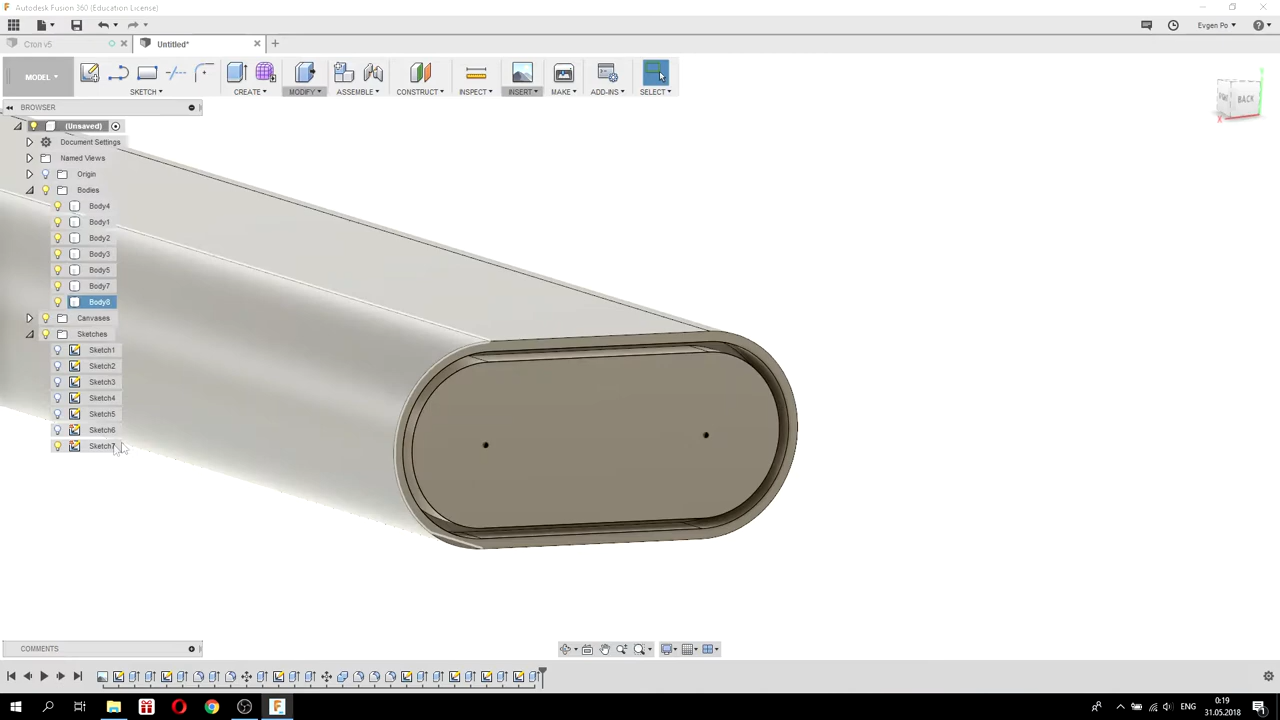 Autodesk Fusion 360 (Education License)
Evgen Po
Стол v5
Untitled*
MODEL
SKETCH
CREATE
MODIFY
ASSEMBLE
CONSTRUCT
INSPECT
INSERT
MAKE
ADD-INS
SELECT
BROWSER
(Unsaved)
Document Settings
Named Views
Origin
Bodies
Body4
Body1
Body2
Body3
Body5
Body7
Body8
Canvases
Sketches
Sketch1
Sketch2
Sketch3
Sketch4
Sketch5
Sketch6
Sketch7
BACK
X
COMMENTS
ENG
0:19
31.05.2018